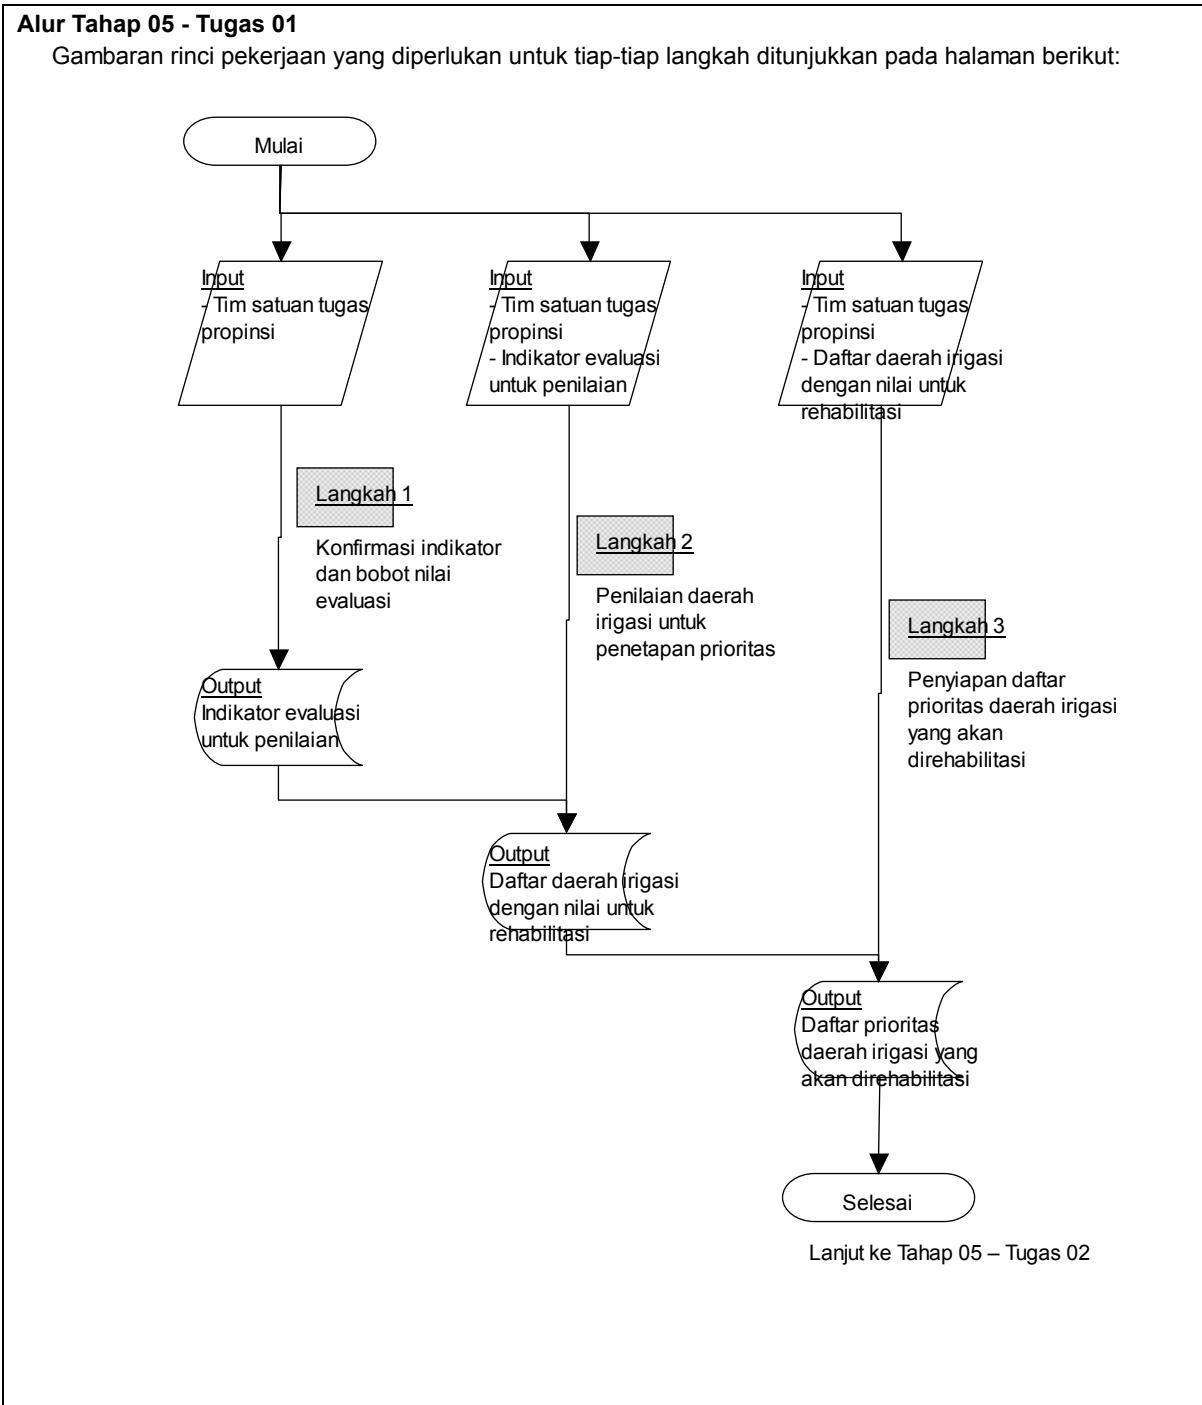 Alur Tahap 05 - Tugas 01
Gambaran rinci pekerjaan yang diperlukan untuk tiap-tiap langkah ditunjukkan pada halaman berikut:
Mulai
Input
- Tim satuan tugas
propinsi
Input
- Tim satuan tugas
propinsi
- Indikator evaluasi
untuk penilaian
Input
- Tim satuan tugas
propinsi
- Daftar daerah irigasi
dengan nilai untuk
rehabilitasi
Langkah 1
Konfirmasi indikator
dan bobot nilai
evaluasi
Langkah 2
Penilaian daerah
irigasi untuk
penetapan prioritas
Langkah 3
Penyiapan daftar
prioritas daerah irigasi
yang akan
direhabilitasi
Output
Indikator evaluasi
untuk penilaian
Output
Daftar daerah irigasi
dengan nilai untuk
rehabilitasi
Output
Daftar prioritas
daerah irigasi yang
akan direhabilitasi
Selesai
Lanjut ke Tahap 05 – Tugas 02